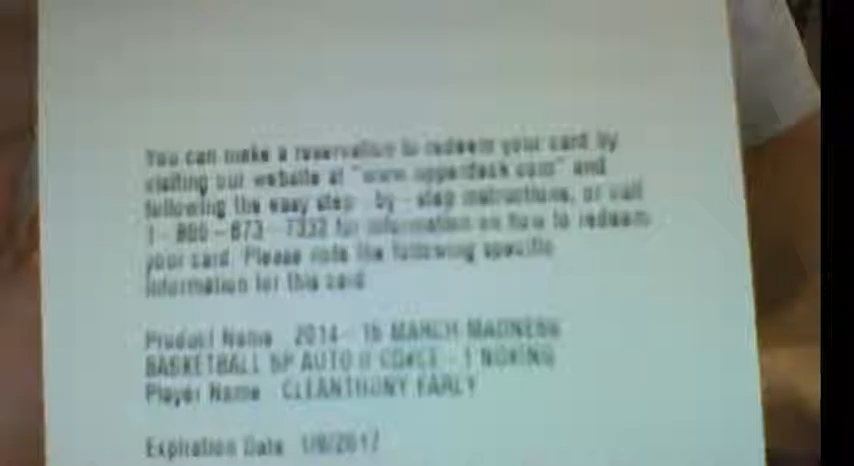 You can make a reservation to redeem your card by
visiting our website at "www.upperdeck.com" and
following the easy step - by - step instructions, or call
1 - 800 - 873 - 7332 for information on how to redeem
your card. Please note the following specific
information for this card
Product Name 2014 - 15 MARCH MADNESS
BASKETBALL SP AUTO
Player Name CLEANTHONY EARLY
Expiration Date 1/8/2017